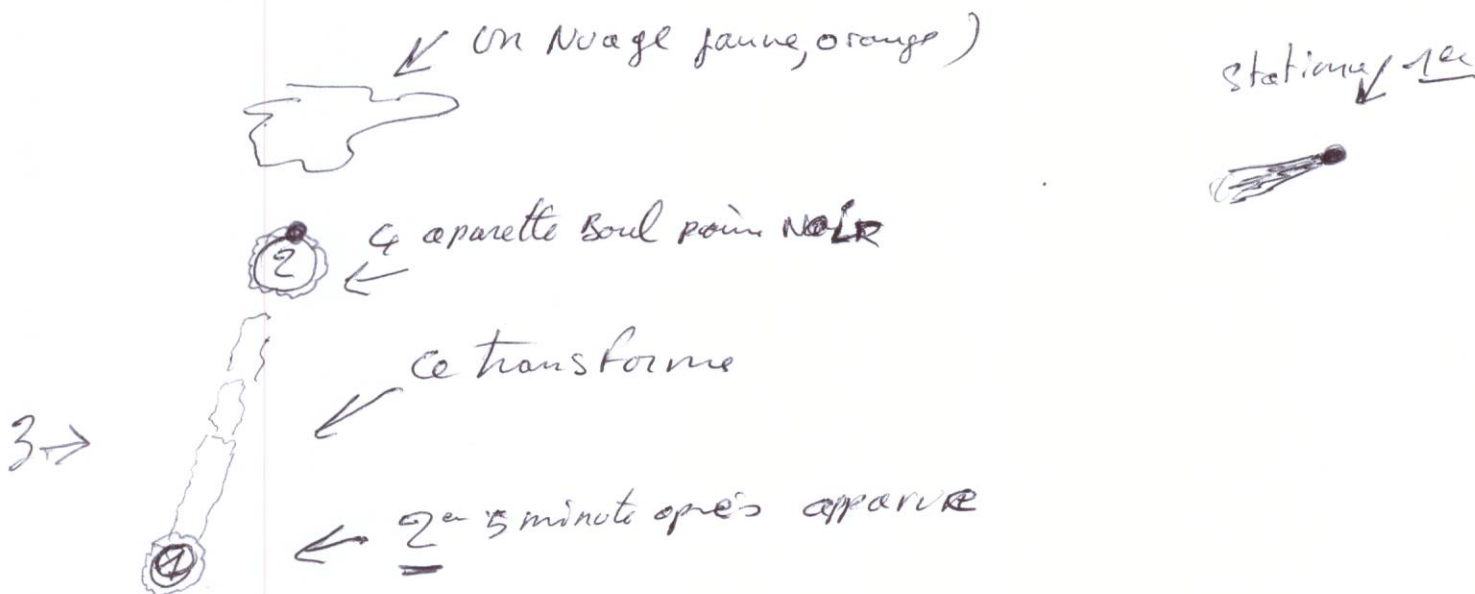 Un Nuage jaune, orange )
Stationne 1er
2
4 aparette Boul poin NOIR
Ce transforme
3
2e 5 minute après apparure
1